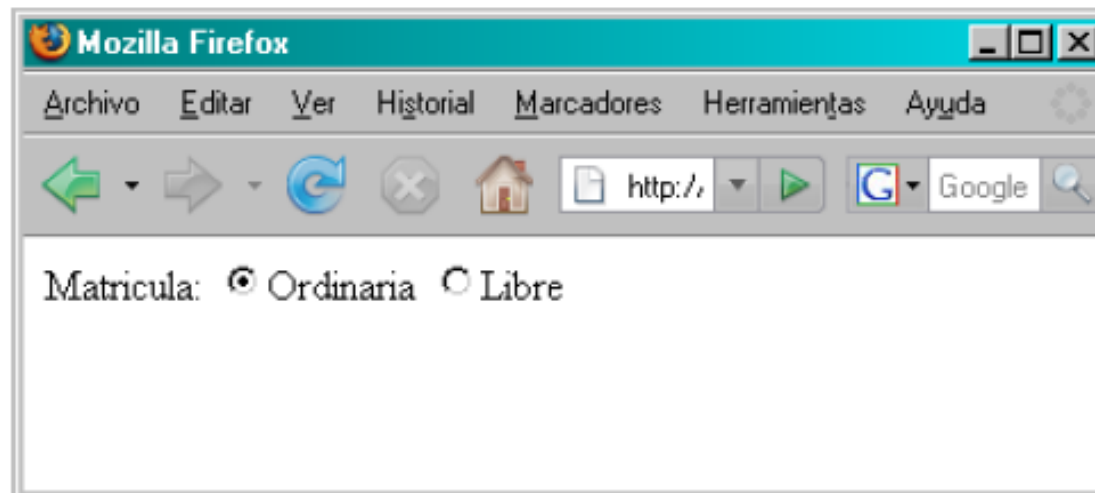 Mozilla Firefox
Archivo Editar Ver Historial Marcadores Herramientas Ayuda
http:// G Google
Matricula: Ordinaria Libre